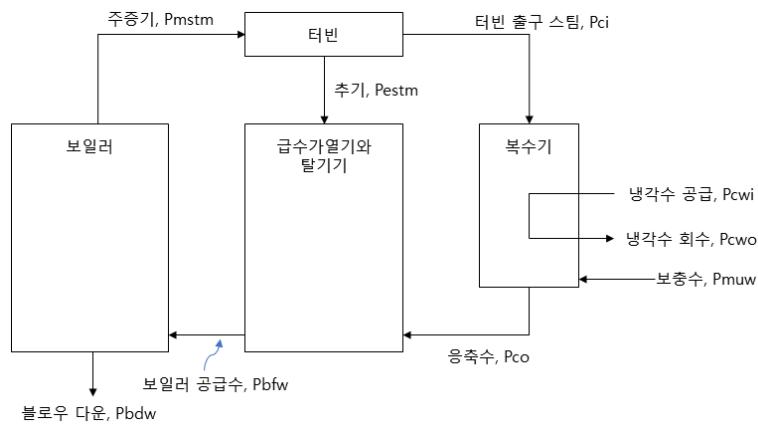 주증기, Pmstm
터빈
터빈 출구 스팀, Pci
추기, Pestm
보일러
급수가열기와
탈기기
복수기
냉각수 공급, Pcwi
냉각수 회수, Pcwo
보충수, Pmuw
응축수, Pco
보일러 공급수, Pbfw
블로우 다운, Pbdw